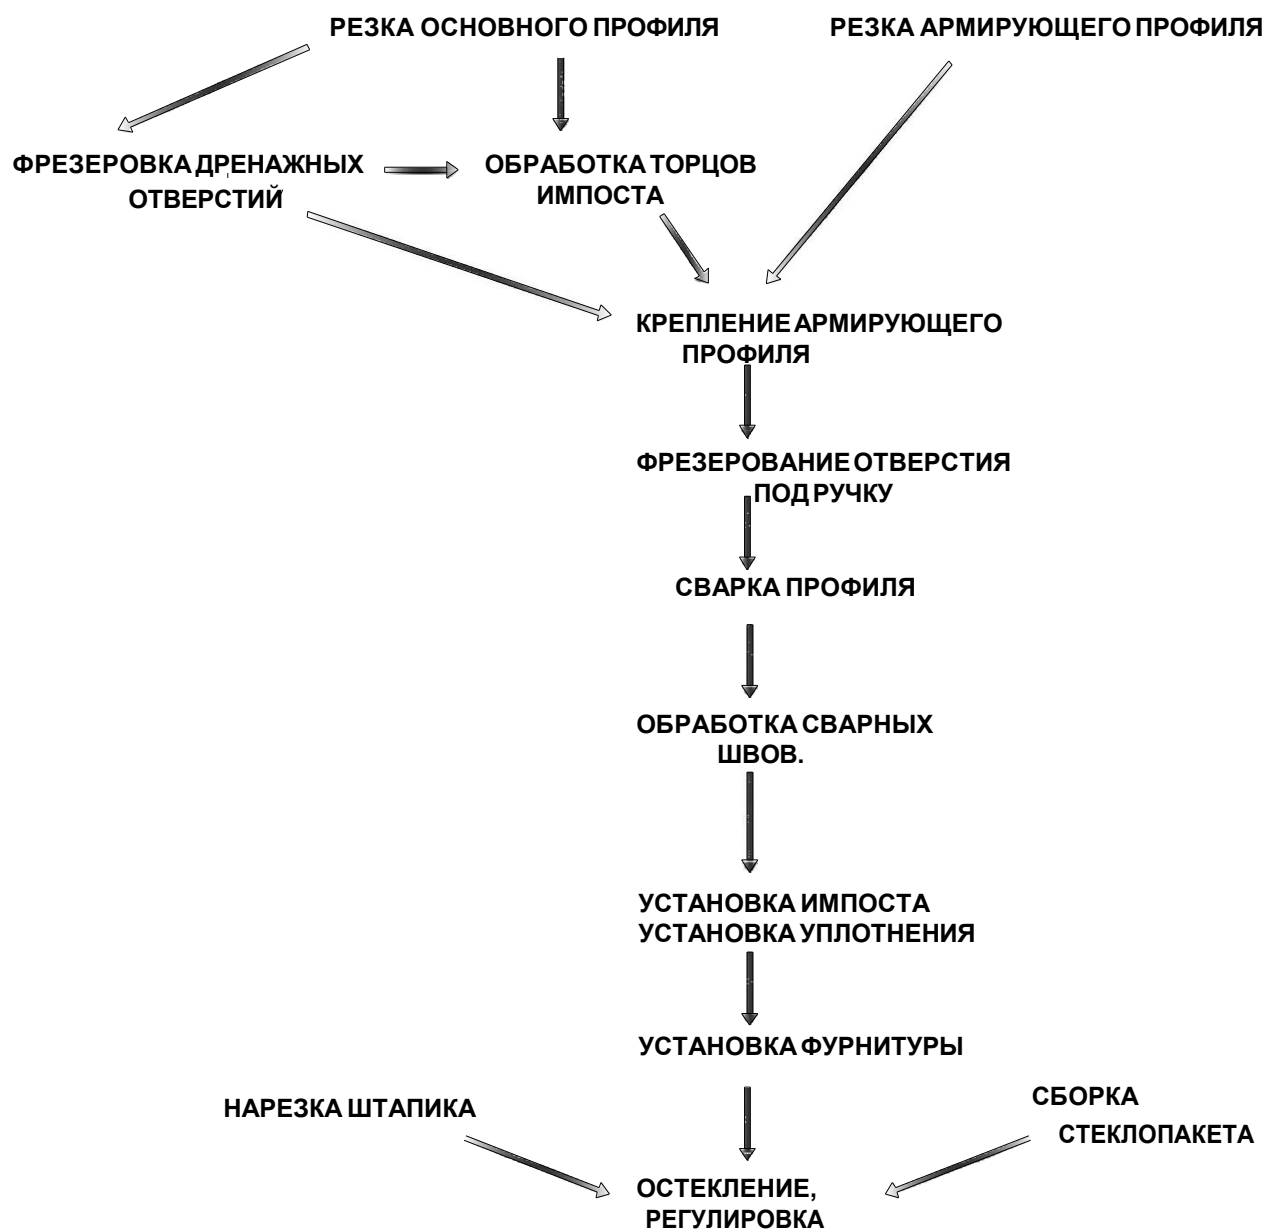 РЕЗКА ОСНОВНОГО ПРОФИЛЯ
РЕЗКА АРМИРУЮЩЕГО ПРОФИЛЯ
ФРЕЗЕРОВКА ДРЕНАЖНЫХ
ОТВЕРСТИЙ
ОБРАБОТКА ТОРЦОВ
ИМПОСТА
КРЕПЛЕНИЕ АРМИРУЮЩЕГО
ПРОФИЛЯ
ФРЕЗЕРОВАНИЕ ОТВЕРСТИЯ
ПОД РУЧКУ
СВАРКА ПРОФИЛЯ
ОБРАБОТКА СВАРНЫХ
ШВОВ.
УСТАНОВКА ИМПОСТА
УСТАНОВКА УПЛОТНЕНИЯ
УСТАНОВКА ФУРНИТУРЫ
НАРЕЗКА ШТАПИКА
СБОРКА
СТЕКЛОПАКЕТА
ОСТЕКЛЕНИЕ,
РЕГУЛИРОВКА